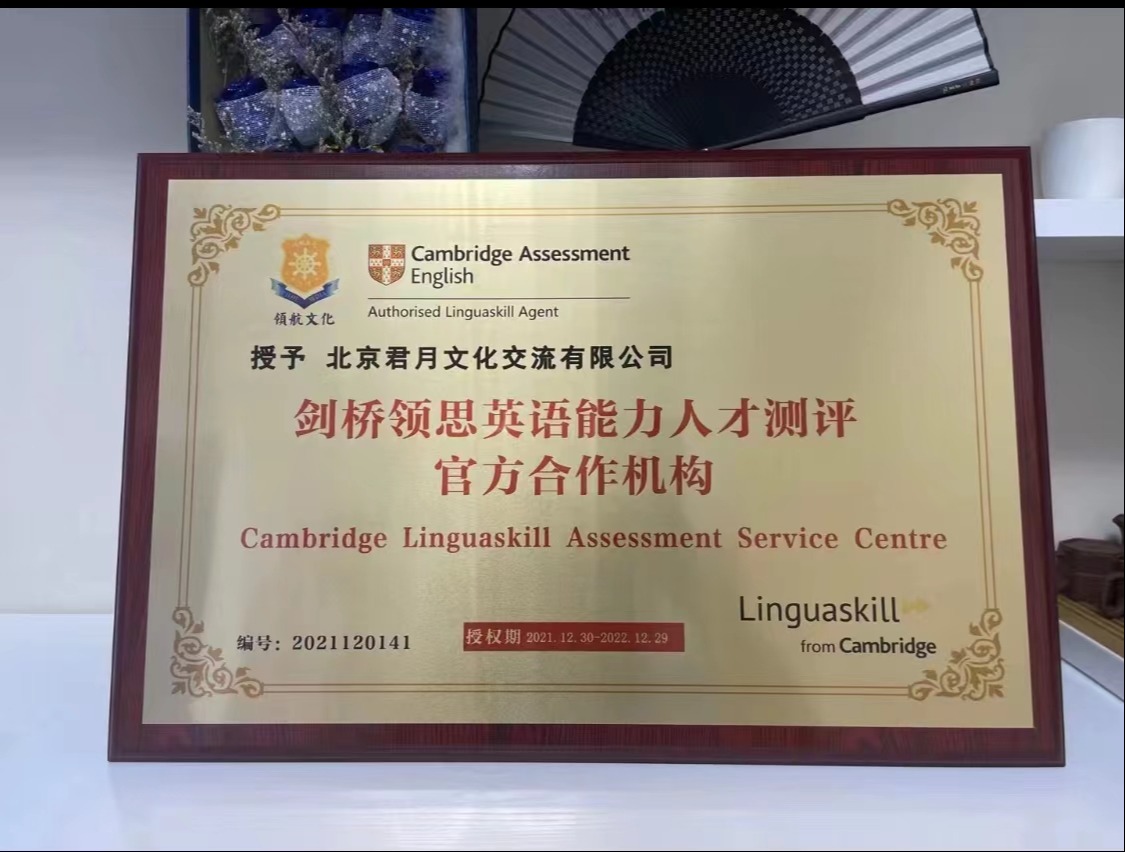 領航文化
Cambridge Assessment
English
Authorised Linguaskill Agent
授予 北京君月文化交流有限公司
剑桥领思英语能力人才测评
官方合作机构
Cambridge Linguaskill Assessment Service Centre
编号：2021120141
授权期 2021.12.30-2022.12.29
Linguaskill
from Cambridge